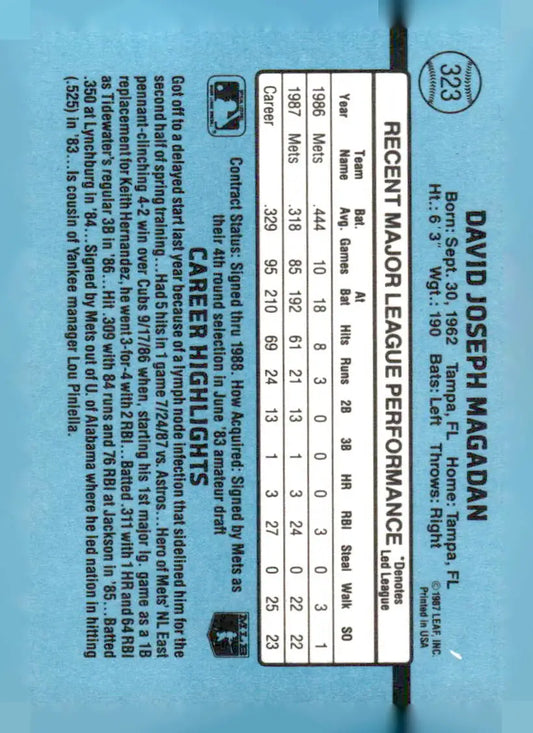 323
DAVID JOSEPH MAGADAN
Born: Sept. 30, 1962 Tampa, FL Home: Tampa, FL
Ht.: 6'3" Wgt.: 190 Bats: Left Throws: Right
©1987 LEAF, INC.
Printed in USA
RECENT MAJOR LEAGUE PERFORMANCE *Denotes Led League
Year Team Name Bat. Avg. Games At Bat Hits Runs 2B 3B HR RBI Steal Walk SO
1986 Mets .444 10 18 8 3 0 0 0 3 0 3 1
1987 Mets .318 85 192 61 21 13 1 3 24 0 22 22
Career .329 95 210 69 24 13 1 3 27 0 25 23
Contract Status: Signed thru 1988. How Acquired: Signed by Mets as
their 4th round selection in June '83 amateur draft
MLB
CAREER HIGHLIGHTS
Got off to a delayed start last year because of a lymph node infection that sidelined him for the
second half of spring training...Had 5 hits in 1 game 7/24/87 vs. Astros...Hero of Mets' NL East
pennant-clinching 4-2 win over Cubs 9/17/86 when, starting his 1st major lg. game as a 1B
replacement for Keith Hernandez, he went 3-for-4 with 2 RBI...Batted .311 with 1 HR and 64 RBI
as Tidewater's regular 3B in '86...Hit .309 with 84 runs and 76 RBI at Jackson in '85...Batted
.350 at Lynchburg in '84...Signed by Mets out of U. of Alabama where he led nation in hitting
(.525) in '83...Is cousin of Yankee manager Lou Piniella.